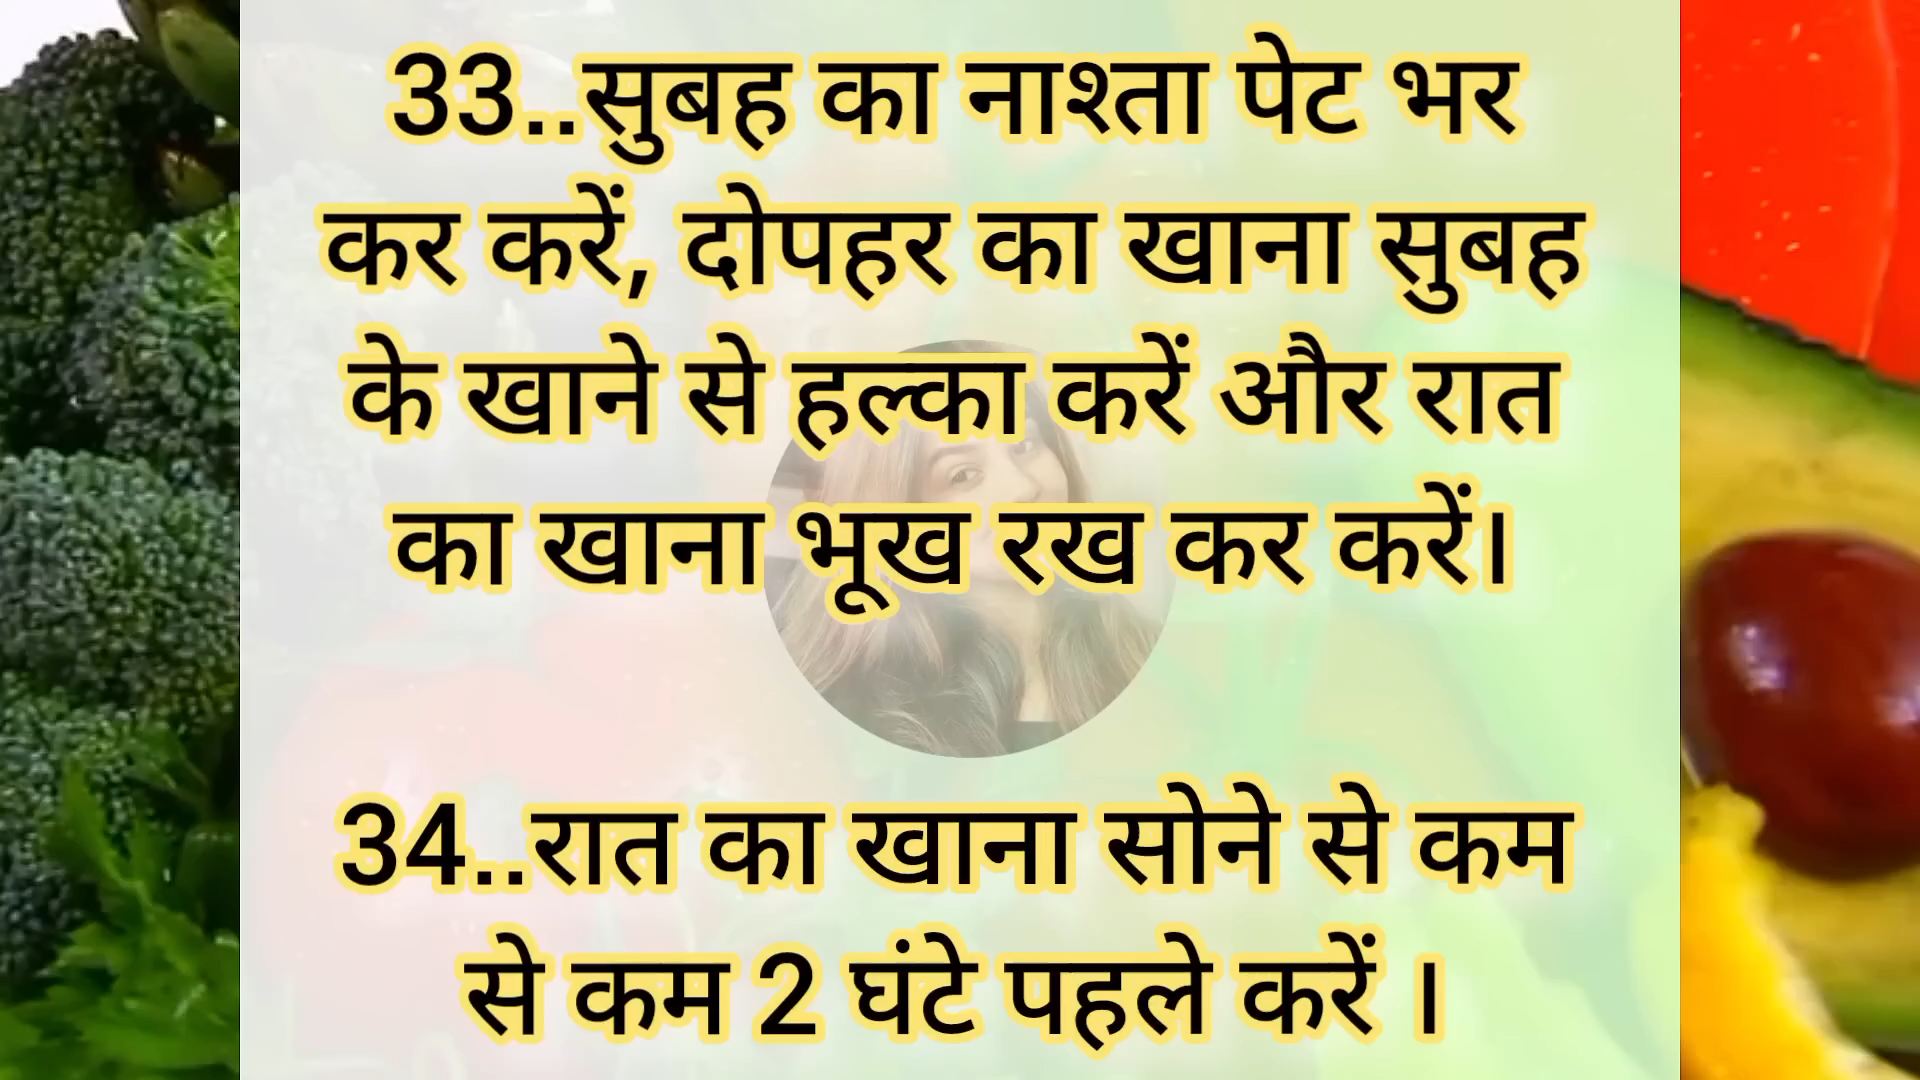 33..सुबह का नाश्ता पेट भर
कर करें, दोपहर का खाना सुबह
के खाने से हल्का करें और रात
का खाना भूख रख कर करें।
34..रात का खाना सोने से कम
से कम 2 घंटे पहले करें ।